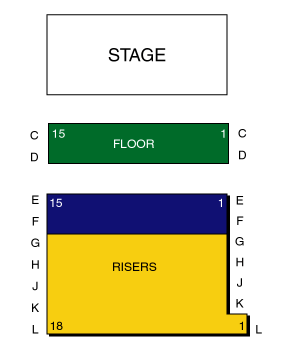 STAGE
C 15 1 C
FLOOR
D D
E 15 1 E
F F
G G
H RISERS H
J J
K K
L 18 1 L